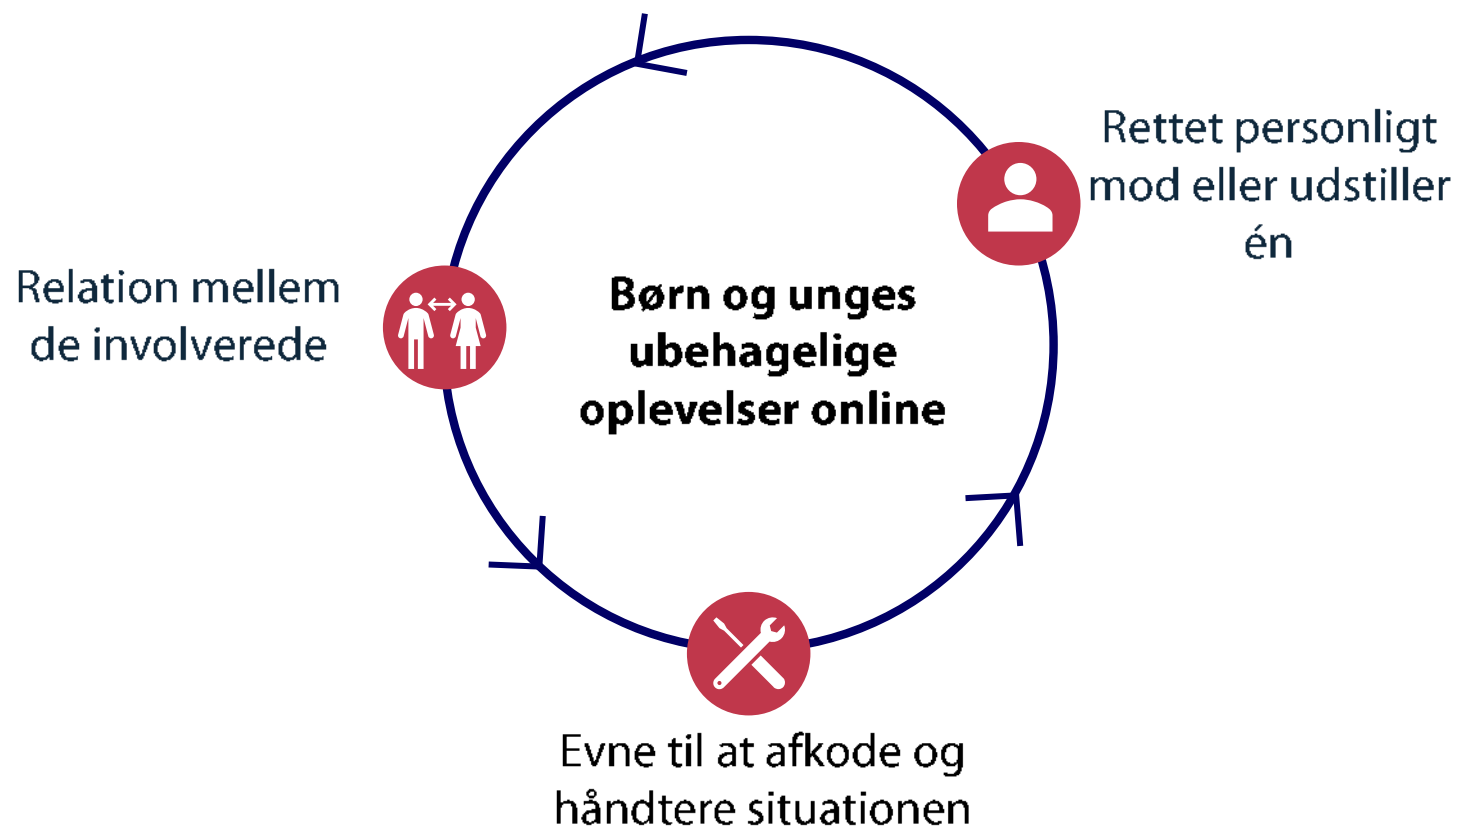 Rettet personligt
mod eller udstiller
én
Relation mellem
de involverede
Børn og unges
ubehagelige
oplevelser online
Evne til at afkode og
håndtere situationen